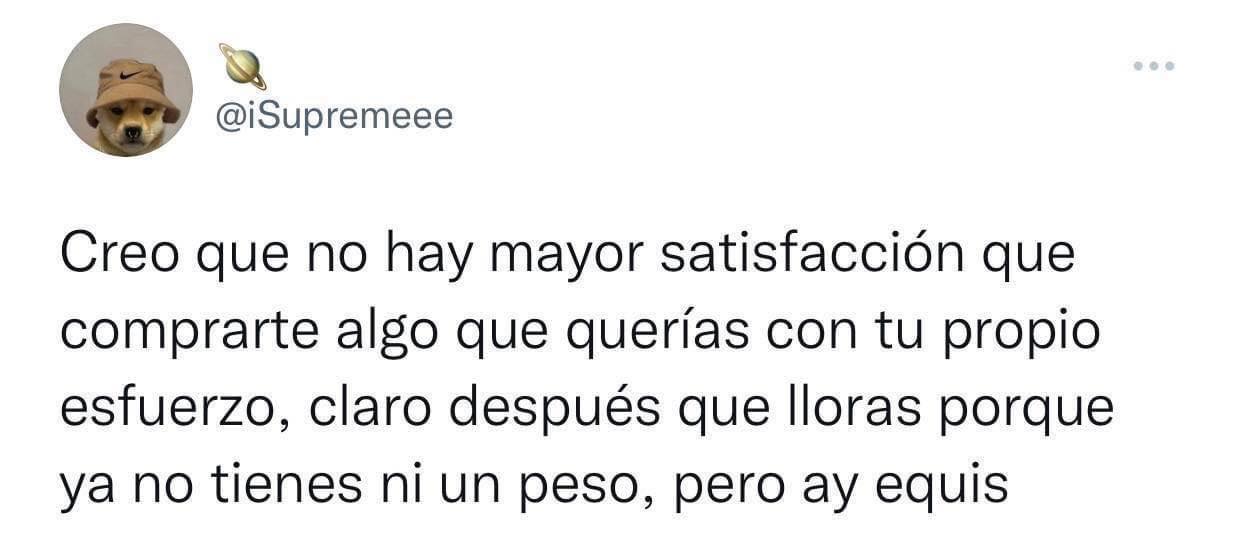 🪐
@iSupremeee
Creo que no hay mayor satisfacción que
comprarte algo que querías con tu propio
esfuerzo, claro después que lloras porque
ya no tienes ni un peso, pero ay equis